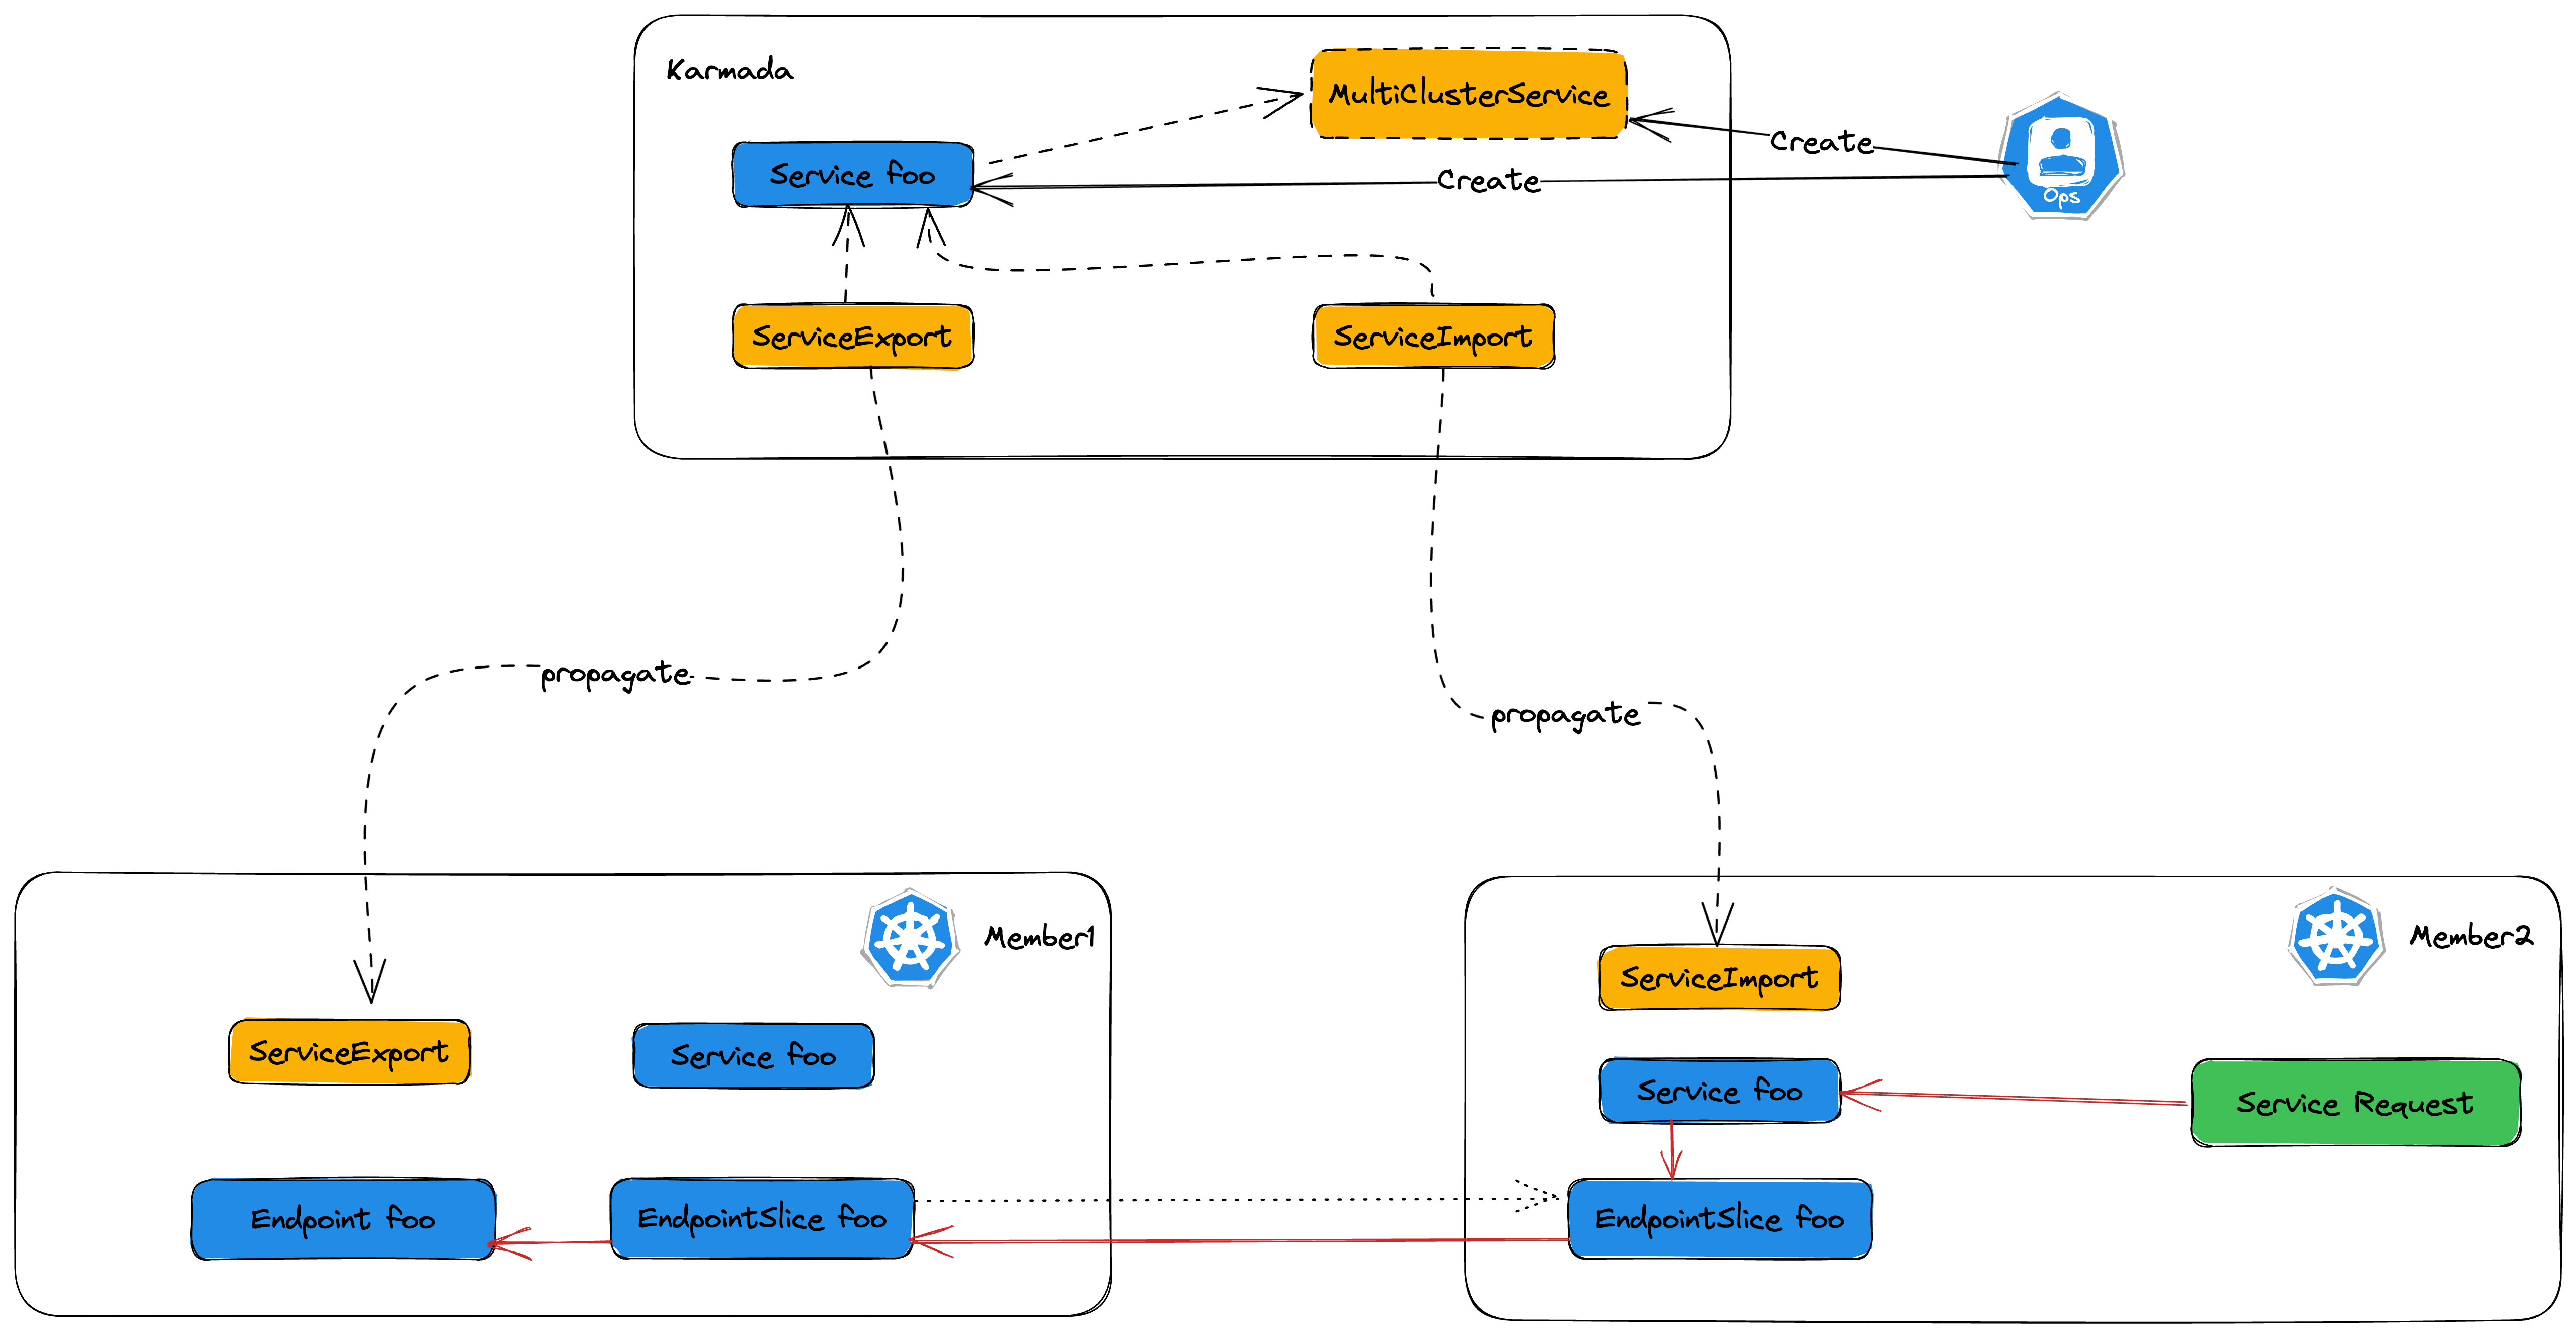 Karmada
MultiClusterService
Create
Service foo
Create
Ops
ServiceExport
ServiceImport
propagate
propagate
Member1
Member2
ServiceExport
Service foo
ServiceImport
Service foo
Service Request
Endpoint foo
EndpointSlice foo
EndpointSlice foo